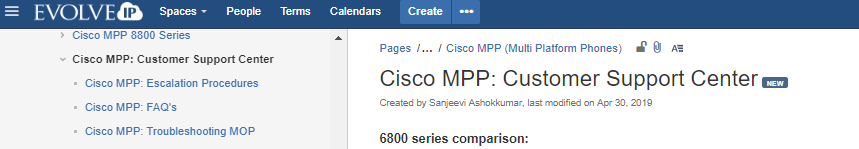 EVOLVE IP Spaces People Terms Calendars Create •••
Cisco MPP 8800 Series
Cisco MPP: Customer Support Center
Cisco MPP: Escalation Procedures
Cisco MPP: FAQ's
Cisco MPP: Troubleshooting MOP
Pages /... / Cisco MPP (Multi Platform Phones)
Cisco MPP: Customer Support Center NEW
Created by Sanjeevi Ashokkumar, last modified on Apr 30, 2019
6800 series comparison: